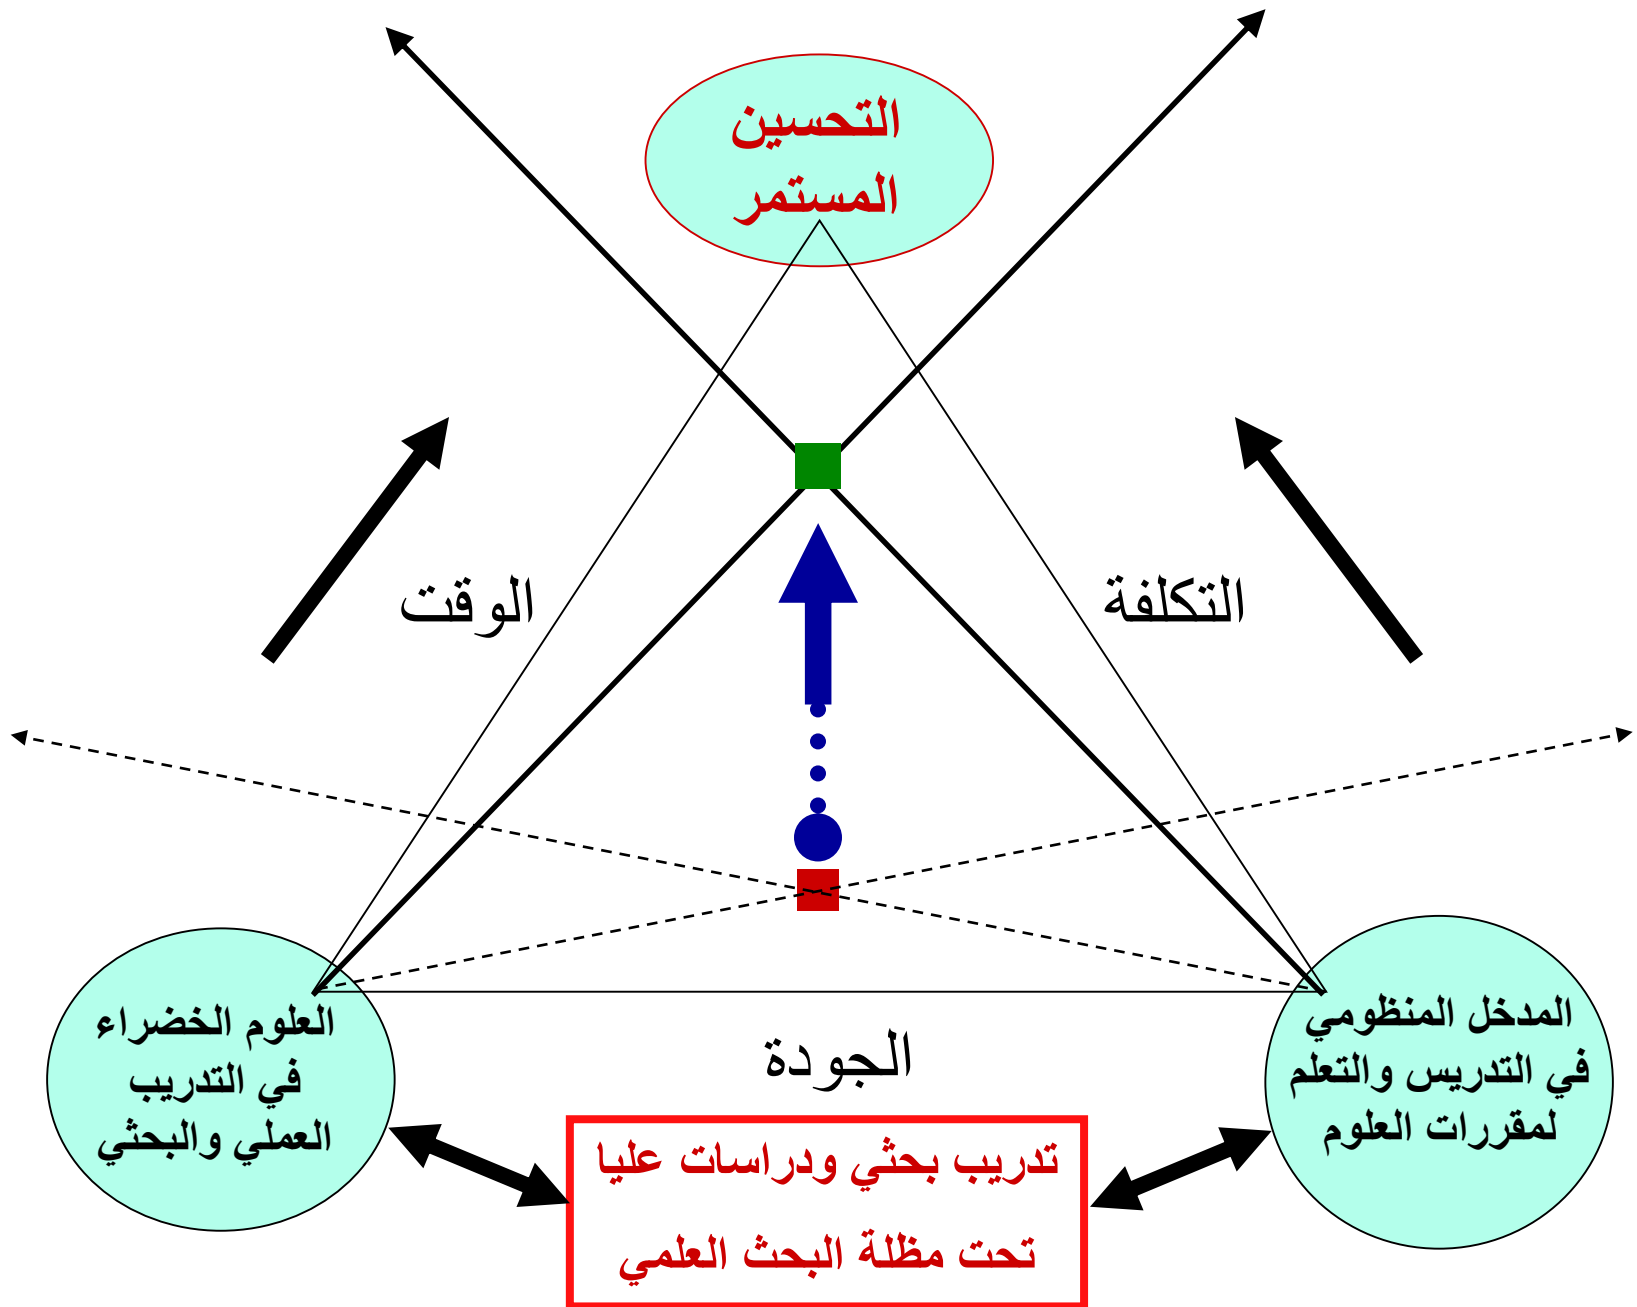 التحسين
المستمر
التكلفة
الوقت
المدخل المنظومي
في التدريس والتعلم
لمقررات العلوم
العلوم الخضراء
في التدريب
العملي والبحثي
الجودة
تدريب بحثي ودراسات عليا
تحت مظلة البحث العلمي